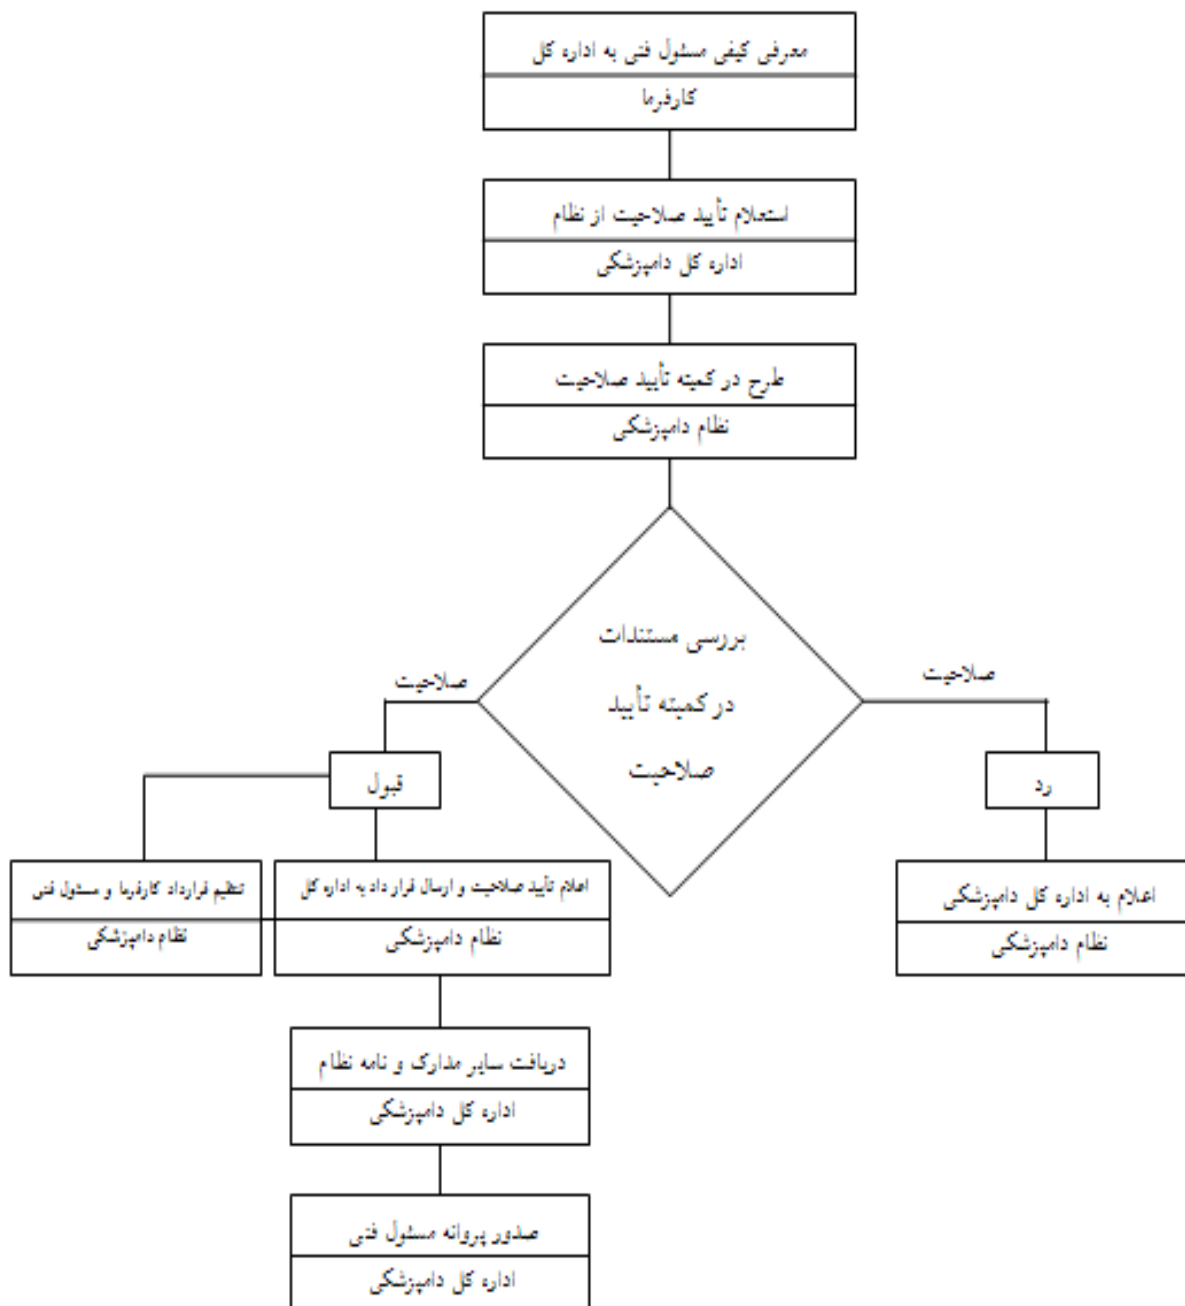 معرفی کیفی مسئول فنی به اداره کل
کارفرما
استعلام تأیید صلاحیت از نظام
اداره کل دامپزشکی
طرح در کمیته تأیید صلاحیت
نظام دامپزشکی
بررسی مستندات
در کمیته تأیید
صلاحیت
صلاحیت
صلاحیت
رد
قبول
اعلام به اداره کل دامپزشکی
نظام دامپزشکی
اعلام تأیید صلاحیت و ارسال قرار داد به اداره کل
نظام دامپزشکی
تنظیم قرارداد کارفرما و مسئول فنی
نظام دامپزشکی
دریافت سایر مدارک و نامه نظام
اداره کل دامپزشکی
صدور پروانه مسئول فنی
اداره کل دامپزشکی